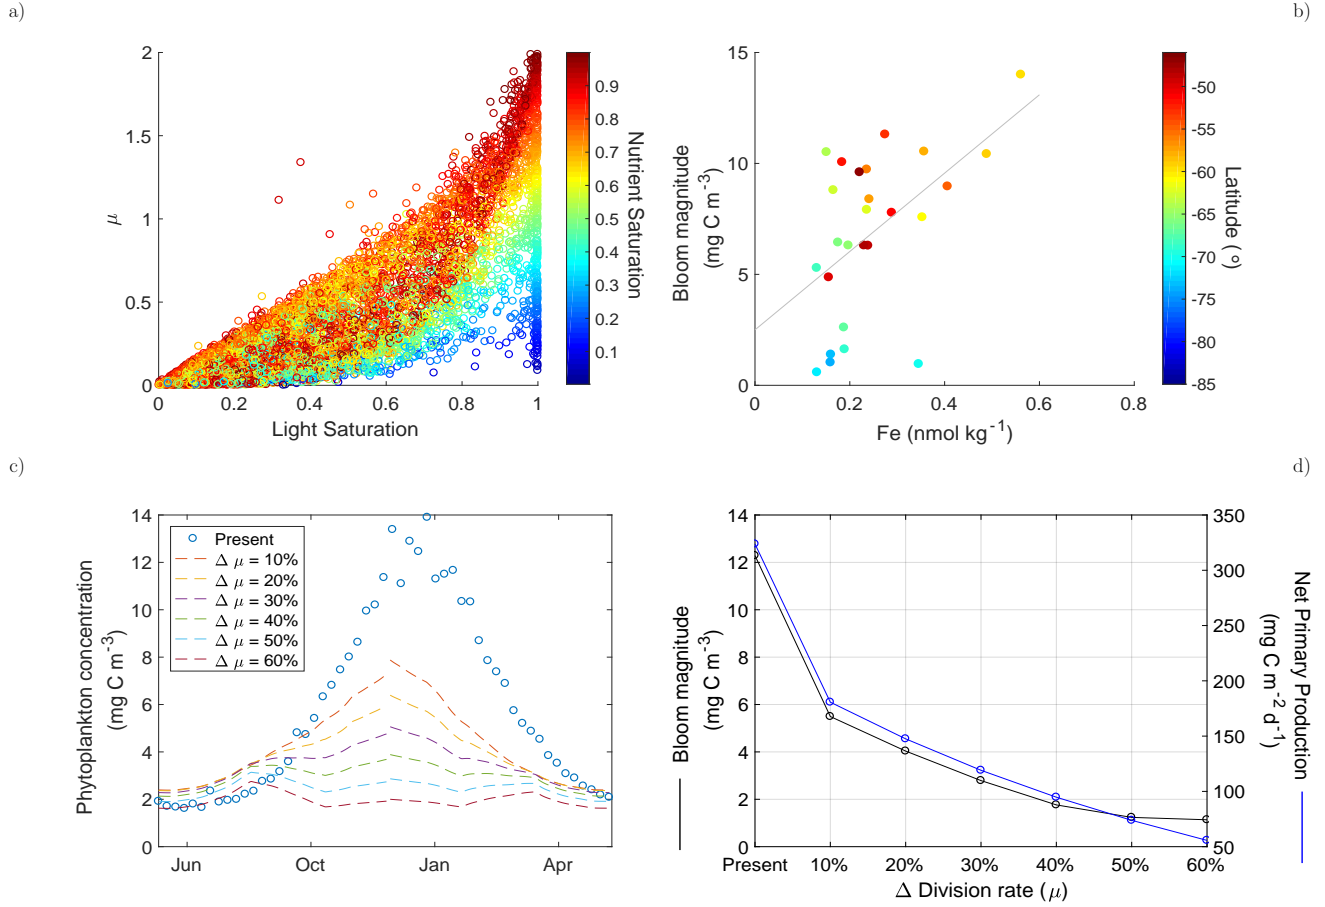 a)
b)
2
1.5
1
0.5
0
μ
0
0.2
0.4
0.6
0.8
1
Light Saturation
0.9
0.8
0.7
0.6
0.5
0.4
0.3
0.2
0.1
Nutrient Saturation
15
10
5
0
Bloom magnitude
(mg C m-3)
0
0.2
0.4
0.6
0.8
Fe (nmol kg-1)
-50
-55
-60
-65
-70
-75
-80
-85
Latitude (º)
c)
d)
14
12
10
8
6
4
2
0
Phytoplankton concentration
(mg C m-3)
Present
Δ μ = 10%
Δ μ = 20%
Δ μ = 30%
Δ μ = 40%
Δ μ = 50%
Δ μ = 60%
Jun
Oct
Jan
Apr
14
12
10
8
6
4
2
0
Bloom magnitude
(mg C m-3)
350
300
250
200
150
100
50
Net Primary Production
(mg C m-2 d-1)
Present
10%
20%
30%
40%
50%
60%
Δ Division rate (μ)